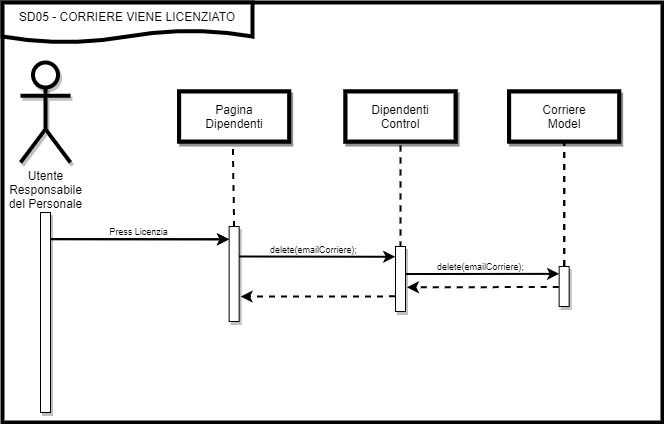 SD05 - CORRIERE VIENE LICENZIATO
Pagina
Dipendenti
Dipendenti
Control
Corriere
Model
Utente
Responsabile
del Personale
Press Licenzia
delete(emailCorriere);
delete(emailCorriere);